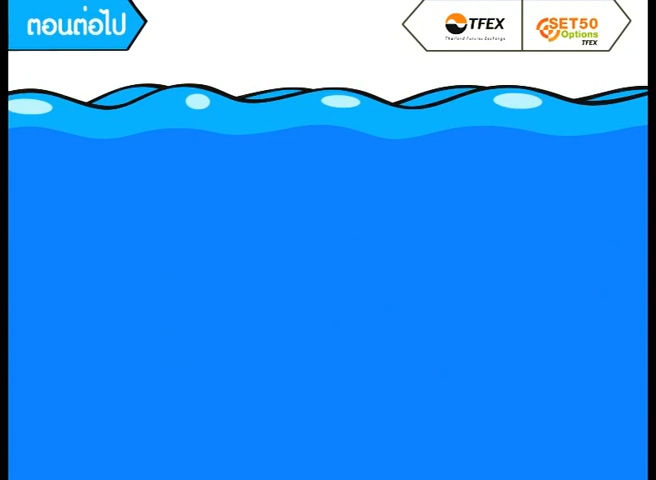 ตอนต่อไป
TFEX
Thailand Futures Exchange
SET50
Options
TFEX